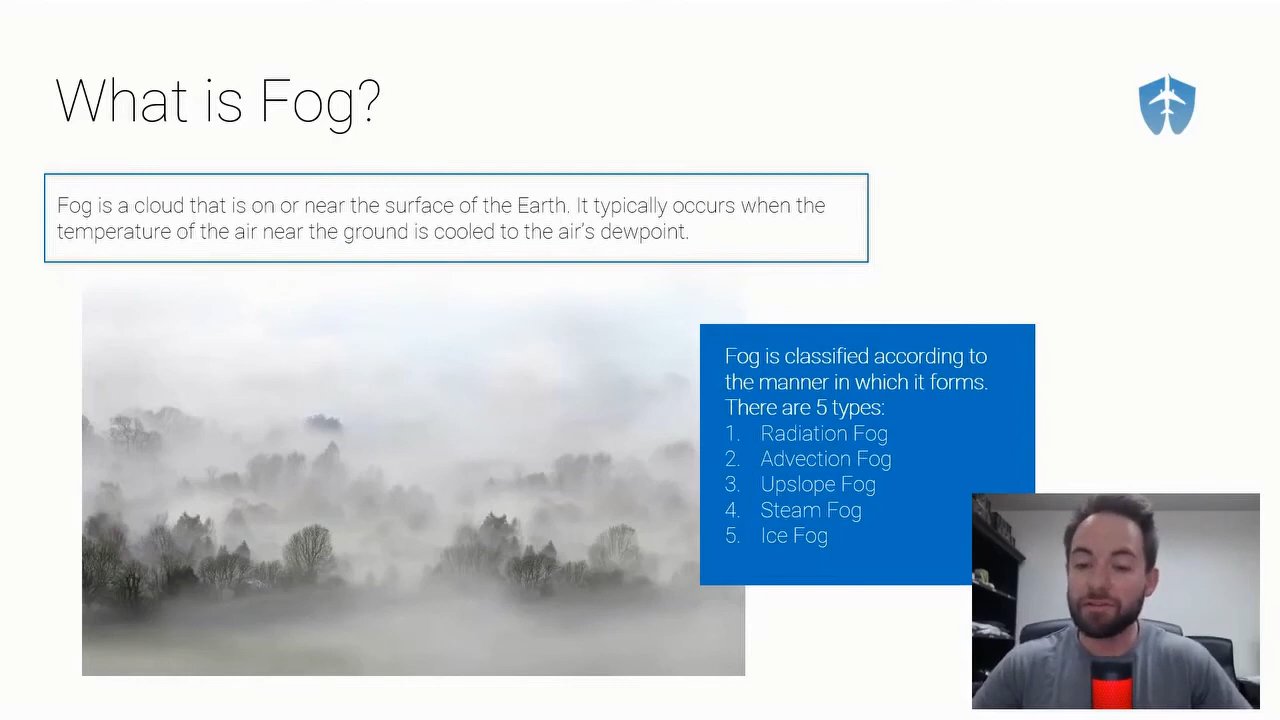 What is Fog?
Fog is a cloud that is on or near the surface of the Earth. It typically occurs when the
temperature of the air near the ground is cooled to the air's dewpoint.
Fog is classified according to
the manner in which it forms.
There are 5 types:
1. Radiation Fog
2. Advection Fog
3. Upslope Fog
4. Steam Fog
5. Ice Fog